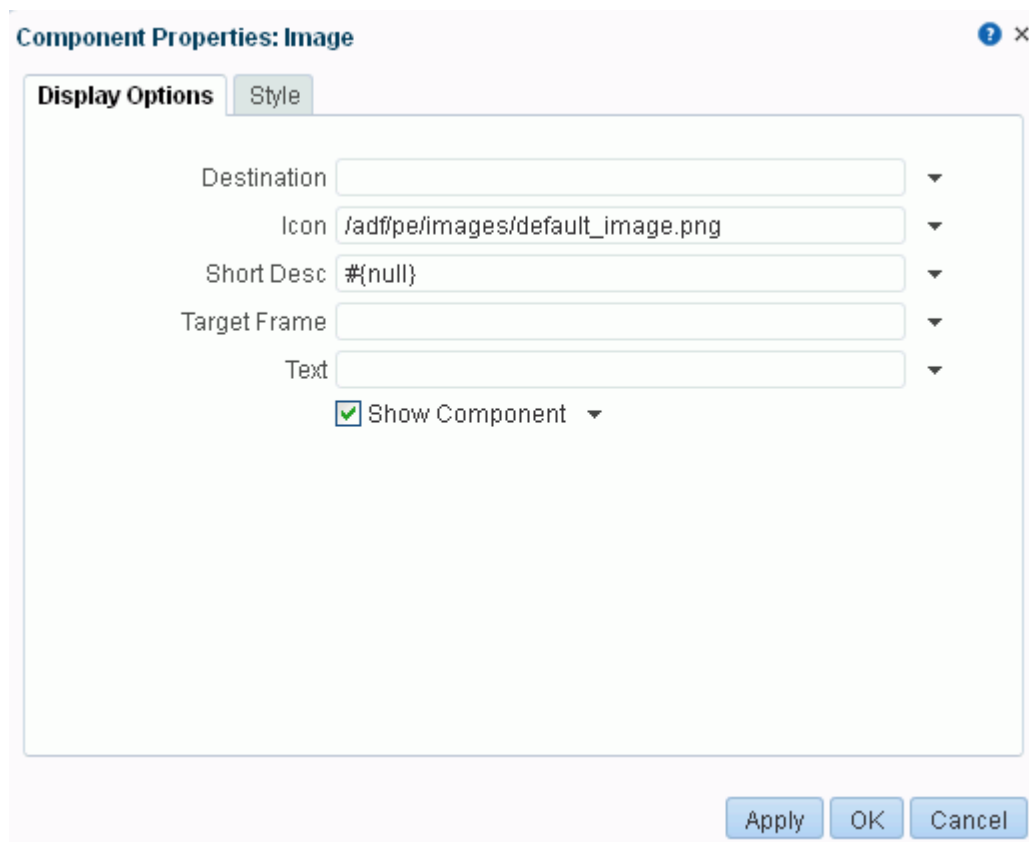 Component Properties: Image
Display Options Style
Destination
Icon /adf/pe/images/default_image.png
Short Desc #{null}
Target Frame
Text
Show Component
Apply OK Cancel